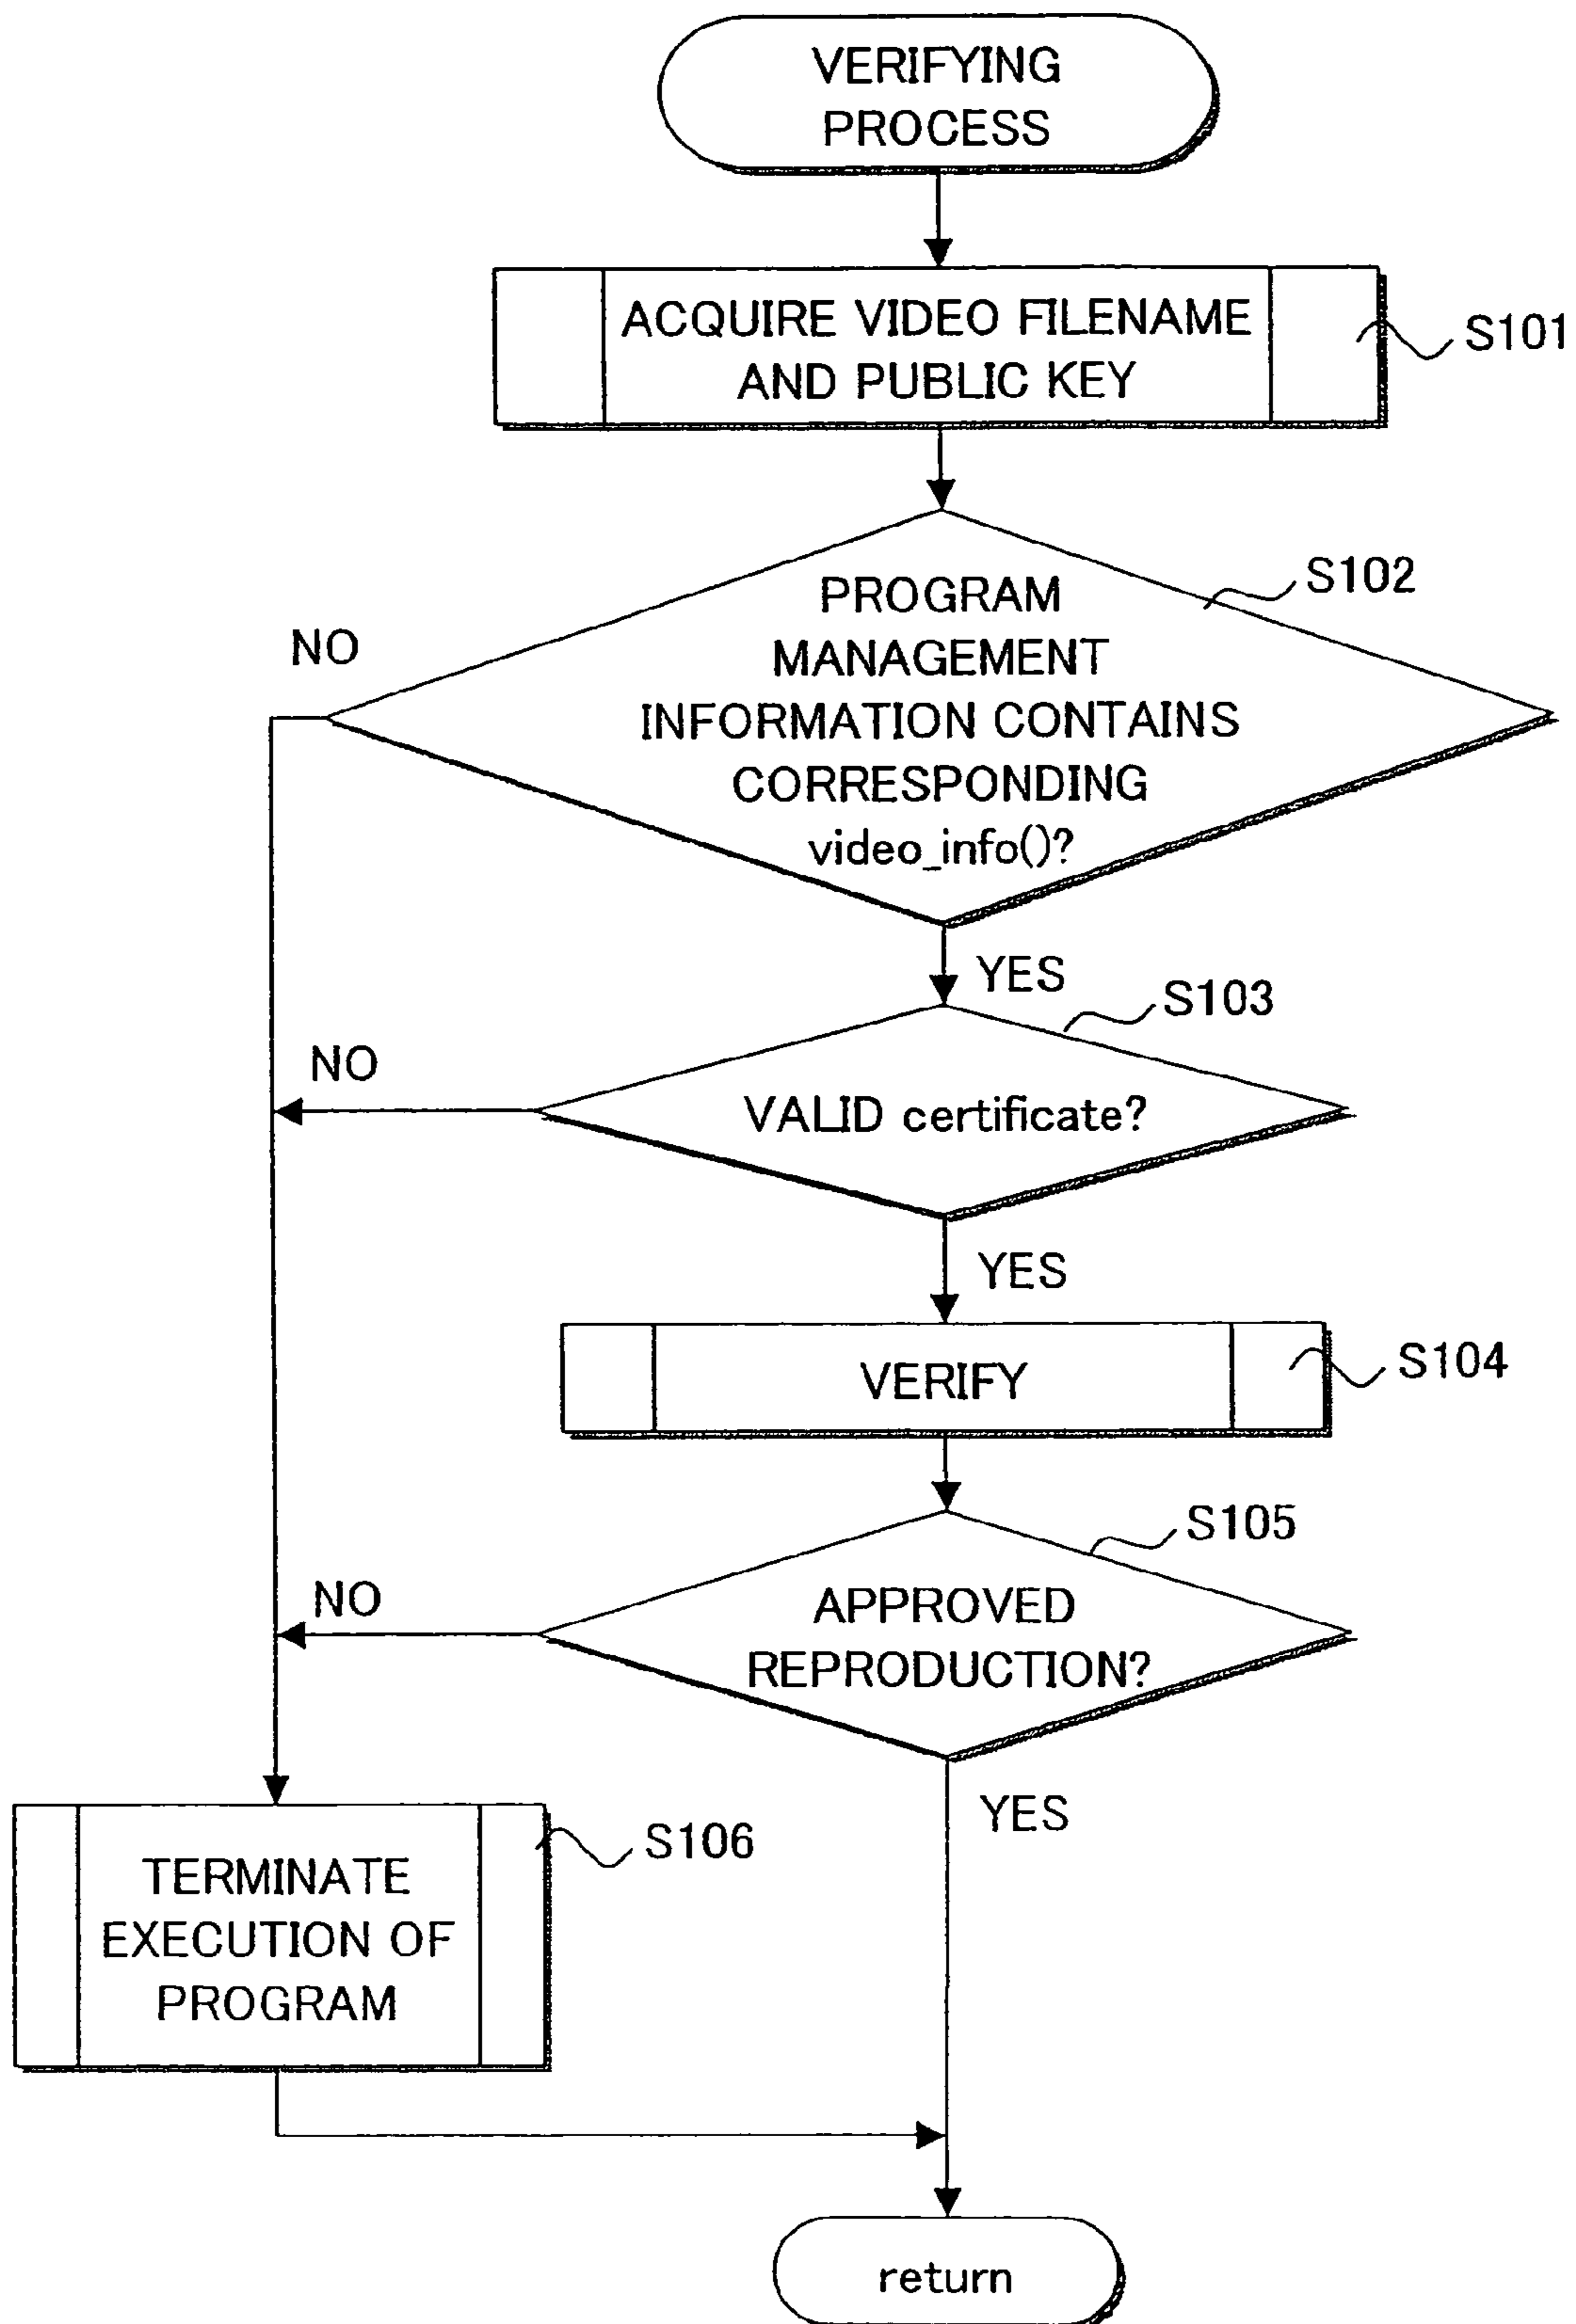 VERIFYING
PROCESS
ACQUIRE VIDEO FILENAME
AND PUBLIC KEY
S101
S102
PROGRAM
MANAGEMENT
INFORMATION CONTAINS
CORRESPONDING
video_info()?
NO
YES
S103
NO
VALID certificate?
YES
VERIFY
S104
S105
NO
APPROVED
REPRODUCTION?
YES
S106
TERMINATE
EXECUTION OF
PROGRAM
return